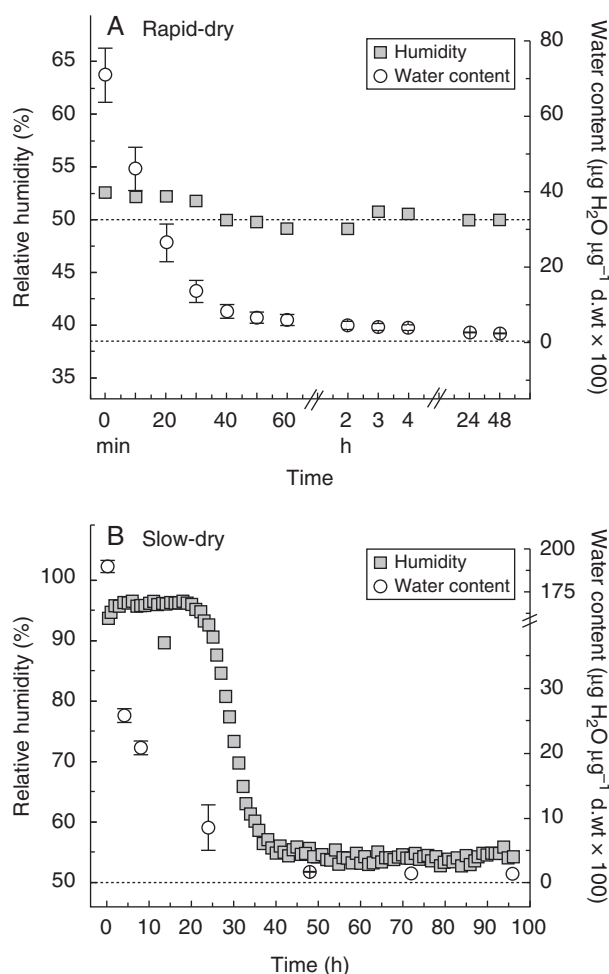 A Rapid-dry
Humidity
Water content
65
60
55
50
45
40
35
Relative humidity (%)
80
60
40
20
0
Water content (µg H2O µg–1 d.wt × 100)
0 20 40 60 2 3 4 24 48
min h
Time
B Slow-dry
Humidity
Water content
100
90
80
70
60
50
Relative humidity (%)
200
175
30
20
10
0
Water content (µg H2O µg–1 d.wt × 100)
0 10 20 30 40 50 60 70 80 90 100
Time (h)